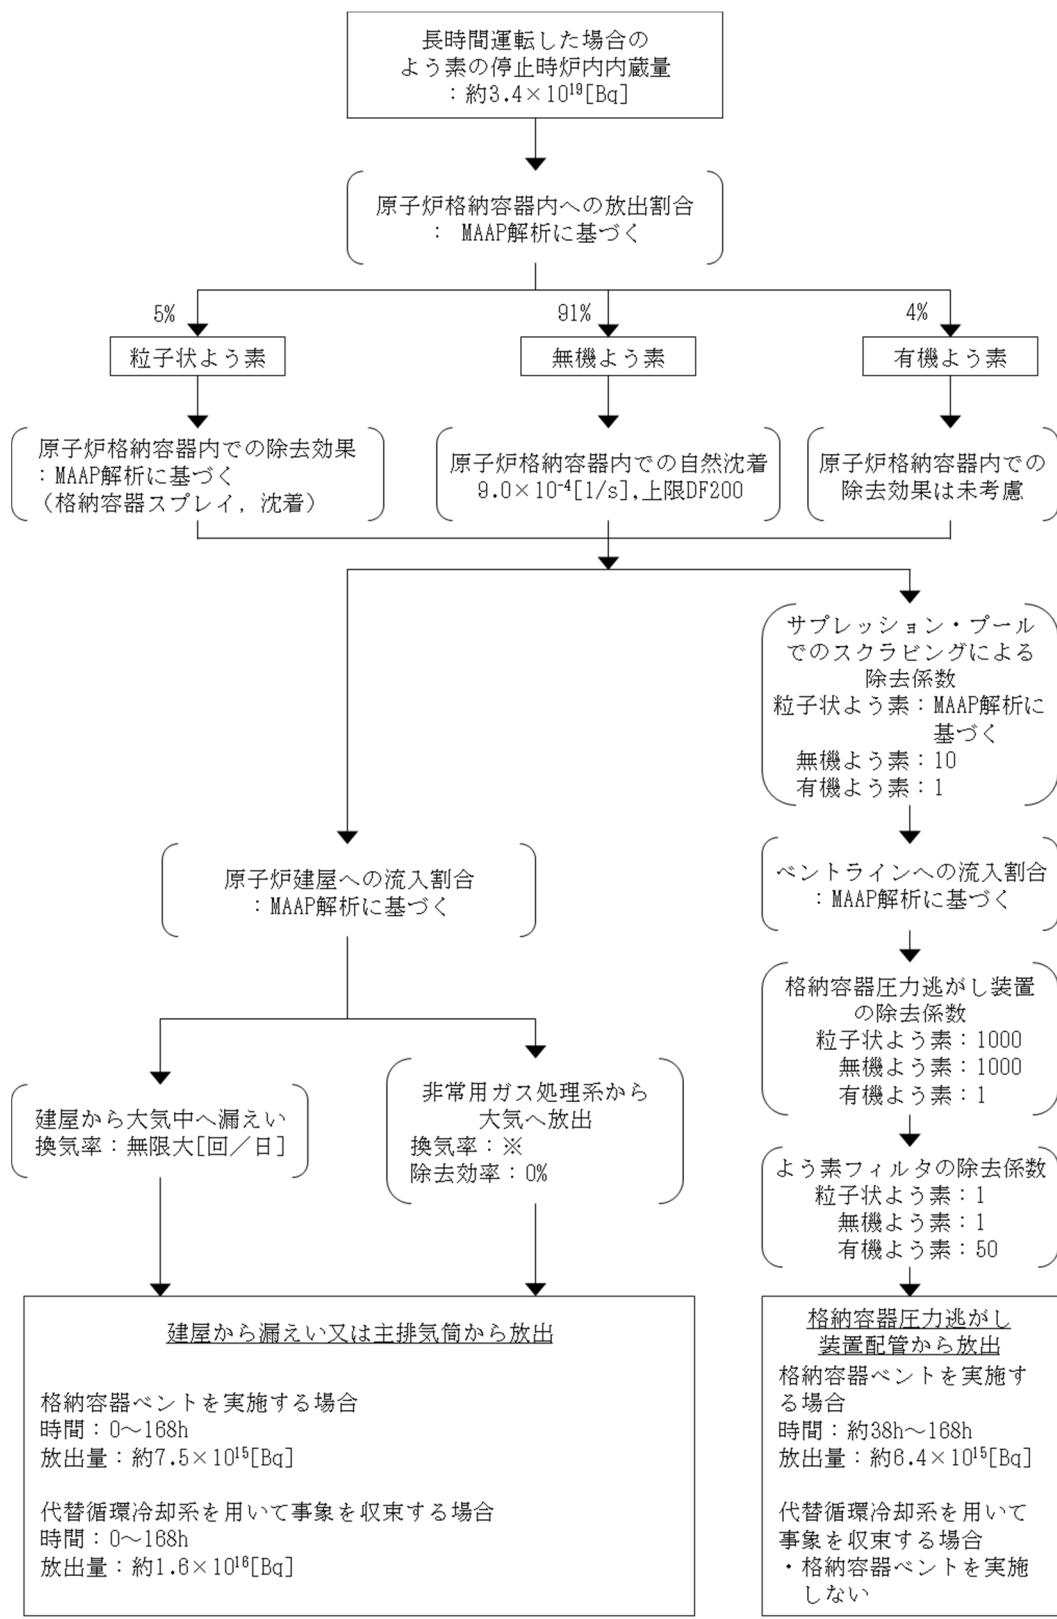 長時間運転した場合の
よう素の停止時炉内内蔵量
：約3.4×10¹⁹[Bq]
原子炉格納容器内への放出割合
： MAAP解析に基づく
5%
91%
4%
粒子状よう素
無機よう素
有機よう素
原子炉格納容器内での除去効果
：MAAP解析に基づく
（格納容器スプレイ，沈着）
原子炉格納容器内での自然沈着
9.0×10⁻⁴[1/s],上限DF200
原子炉格納容器内での
除去効果は未考慮
サプレッション・プール
でのスクラビングによる
除去係数
粒子状よう素：MAAP解析に
基づく
無機よう素：10
有機よう素：1
原子炉建屋への流入割合
：MAAP解析に基づく
ベントラインへの流入割合
：MAAP解析に基づく
格納容器圧力逃がし装置
の除去係数
粒子状よう素：1000
無機よう素：1000
有機よう素：1
建屋から大気中へ漏えい
換気率：無限大[回／日]
非常用ガス処理系から
大気へ放出
換気率：※
除去効率：0%
よう素フィルタの除去係数
粒子状よう素：1
無機よう素：1
有機よう素：50
建屋から漏えい又は主排気筒から放出
格納容器ベントを実施する場合
時間：0～168h
放出量：約7.5×10¹⁵[Bq]
代替循環冷却系を用いて事象を収束する場合
時間：0～168h
放出量：約1.6×10¹⁶[Bq]
格納容器圧力逃がし
装置配管から放出
格納容器ベントを実施す
る場合
時間：約38h～168h
放出量：約6.4×10¹⁵[Bq]
代替循環冷却系を用いて
事象を収束する場合
・格納容器ベントを実施
しない